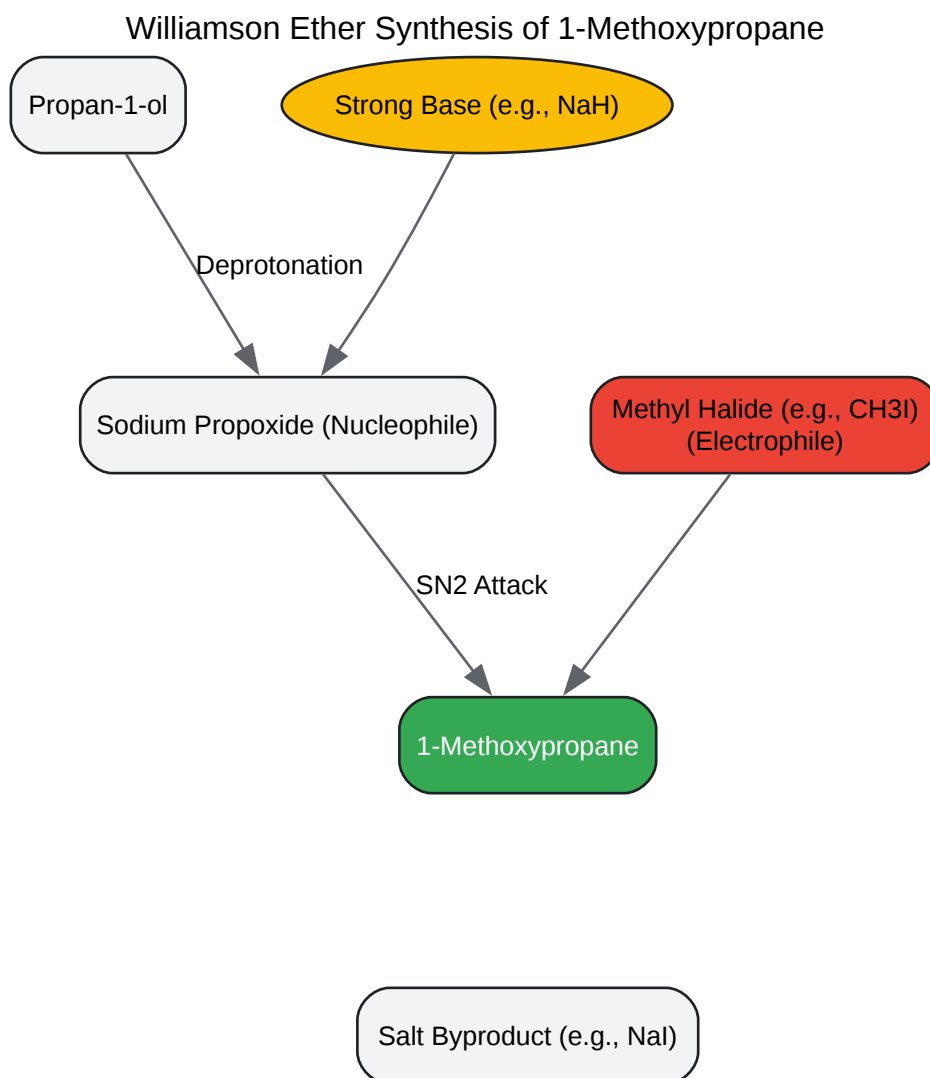 Williamson Ether Synthesis of 1-Methoxypropane
Propan-1-ol
Strong Base (e.g., NaH)
Deprotonation
Sodium Propoxide (Nucleophile)
Methyl Halide (e.g., CH3I)
(Electrophile)
SN2 Attack
1-Methoxypropane
Salt Byproduct (e.g., NaI)